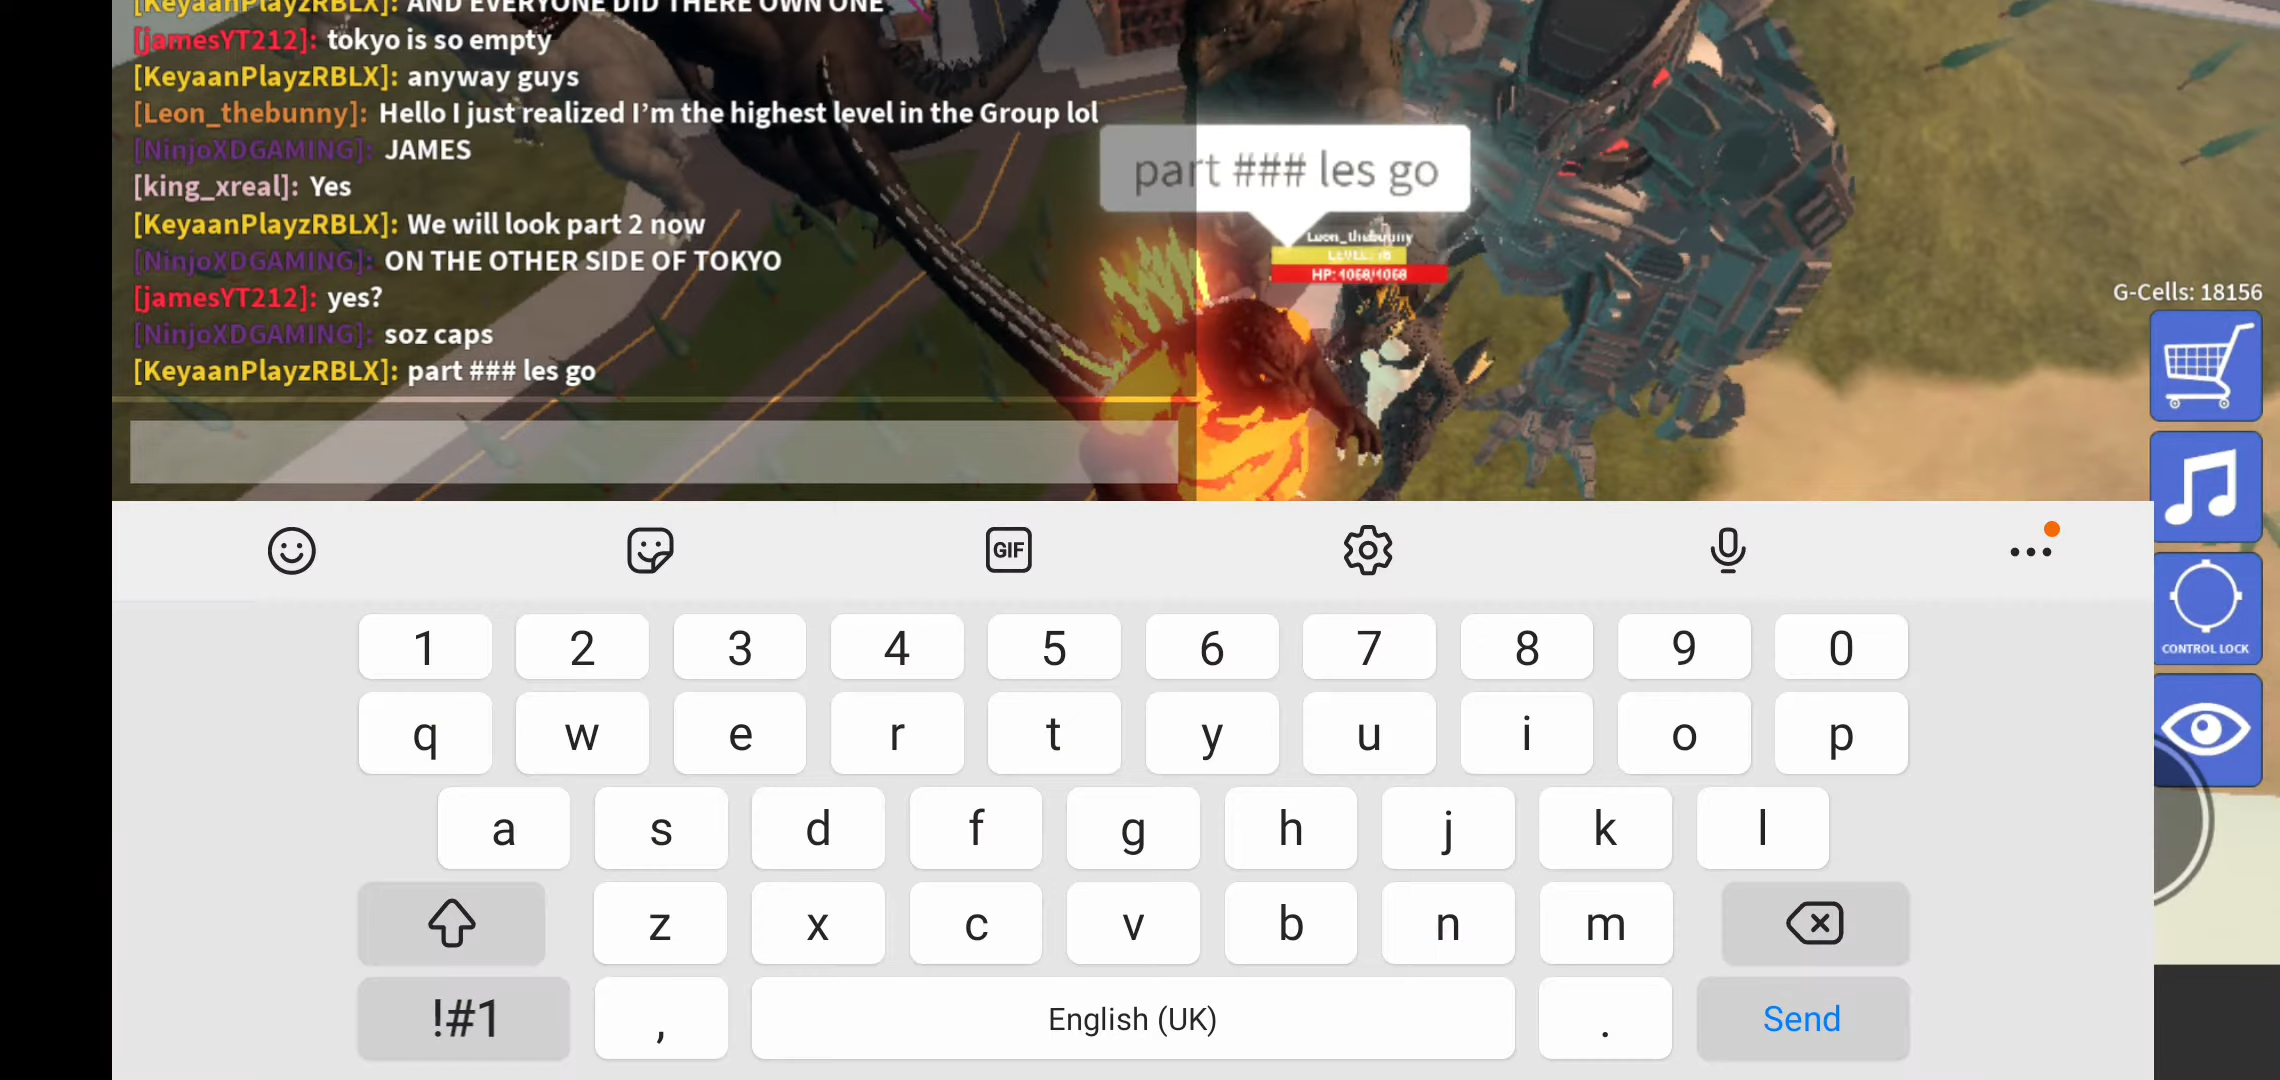 [KeyaanPlayzRBLX]: AND EVERYONE DID THERE OWN ONE
[jamesYT212]: tokyo is so empty
[KeyaanPlayzRBLX]: anyway guys
[Leon_thebunny]: Hello I just realized I'm the highest level in the Group lol
[NinjoXDGAMING]: JAMES
[king_xreal]: Yes
[KeyaanPlayzRBLX]: We will look part 2 now
[NinjoXDGAMING]: ON THE OTHER SIDE OF TOKYO
[jamesYT212]: yes?
[NinjoXDGAMING]: soz caps
[KeyaanPlayzRBLX]: part ### les go
part ### les go
Leon_thebunny
HP: 4068/4068
G-Cells: 18156
CONTROL LOCK
GIF
1 2 3 4 5 6 7 8 9 0
q w e r t y u i o p
a s d f g h j k l
z x c v b n m
!#1 , English (UK) . Send